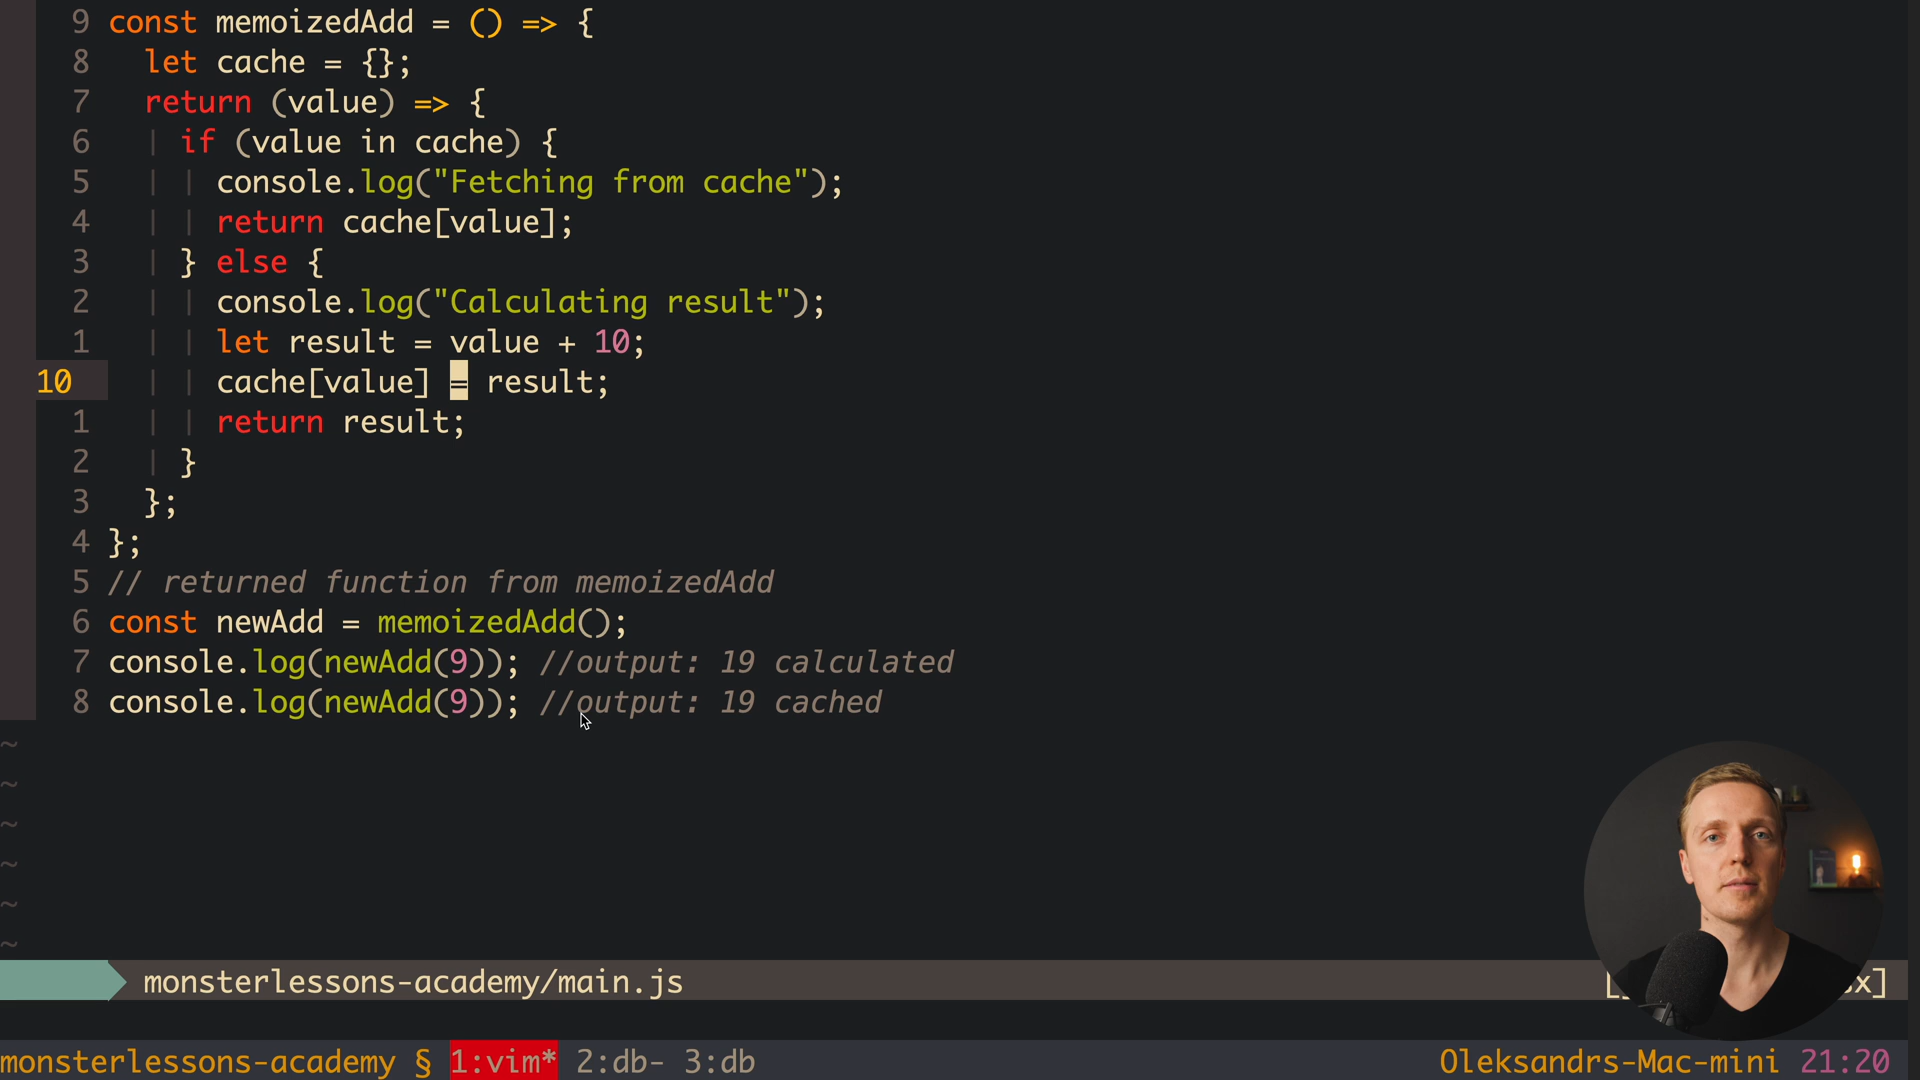 9 const memoizedAdd = () => {
8 let cache = {};
7 return (value) => {
6 | if (value in cache) {
5 | | console.log("Fetching from cache");
4 | | return cache[value];
3 | } else {
2 | | console.log("Calculating result");
1 | | let result = value + 10;
10 | | cache[value] = result;
1 | | return result;
2 | }
3 };
4 };
5 // returned function from memoizedAdd
6 const newAdd = memoizedAdd();
7 console.log(newAdd(9)); //output: 19 calculated
8 console.log(newAdd(9)); //output: 19 cached
~
~
~
~
~
~
monsterlessons-academy/main.js
monsterlessons-academy § 1:vim* 2:db- 3:db Oleksandrs-Mac-mini 21:20